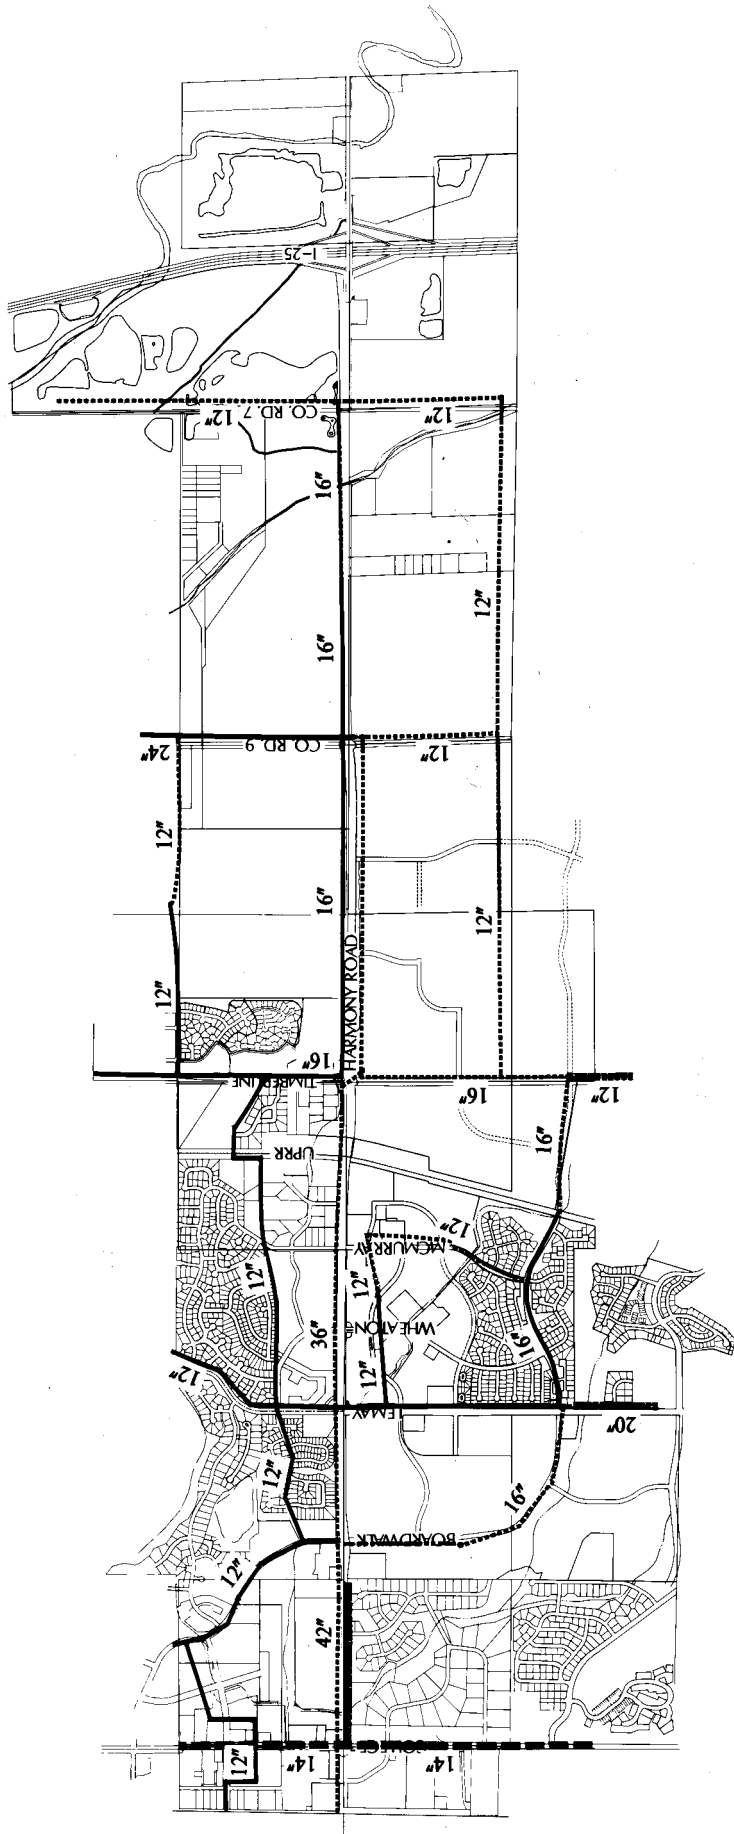 I-25
CO. RD. 7
12"
12"
16"
12"
16"
24"
CO. RD. 9
12"
12"
16"
12"
HARMONY ROAD
12"
16"
TIMBERLINE
16"
12"
UPRR
16"
12"
MCMURRAY
12"
12"
36"
WHEATON
16"
12"
12"
LEMAY
20"
12"
16"
BOARDWALK
12"
42"
COLLEGE
12"
14"
14"